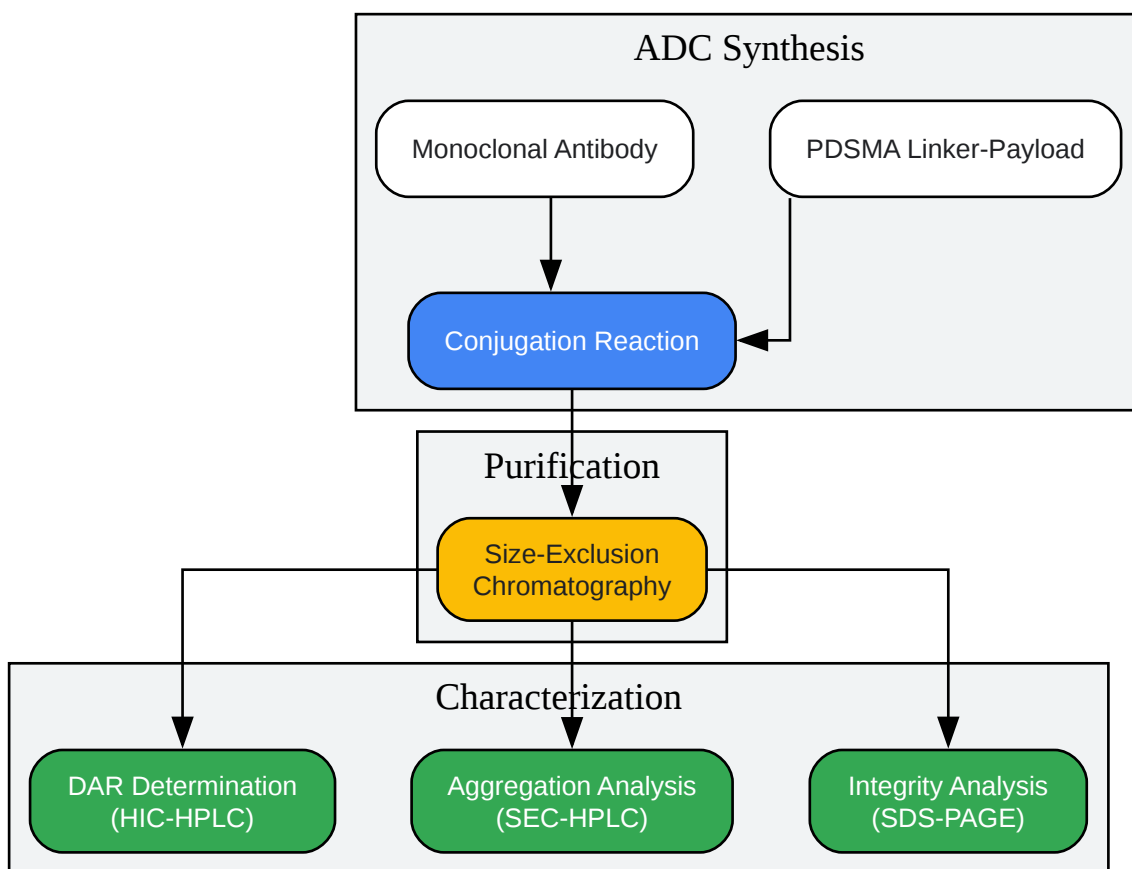 ADC Synthesis
Monoclonal Antibody
PDSMA Linker-Payload
Conjugation Reaction
Purification
Size-Exclusion
Chromatography
Characterization
DAR Determination
(HIC-HPLC)
Aggregation Analysis
(SEC-HPLC)
Integrity Analysis
(SDS-PAGE)